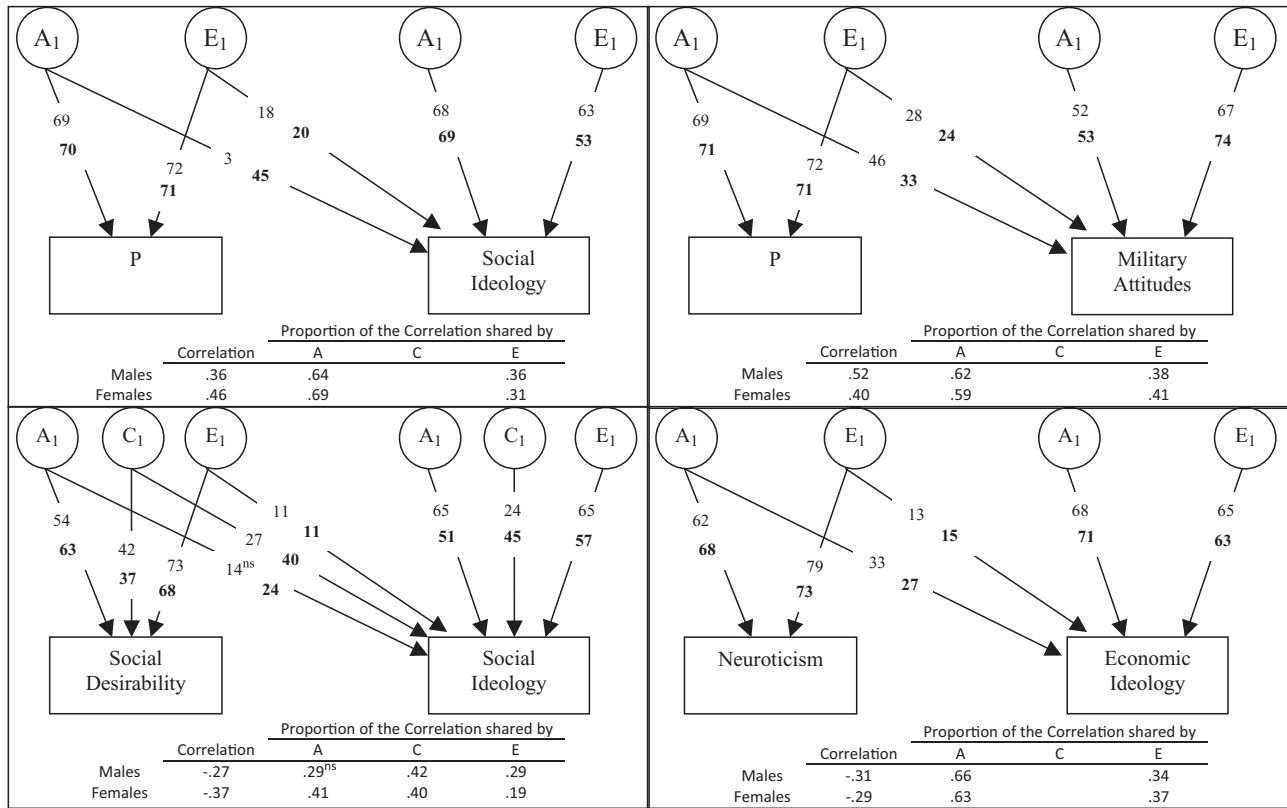 A1 E1 A1 E1
69 18 68 63
70 20 69 53
72 3
71 45
P
Social
Ideology
Proportion of the Correlation shared by
Correlation A C E
Males .36 .64 .36
Females .46 .69 .31
A1 E1 A1 E1
69 28 52 67
71 24 53 74
72 46
71 33
P
Military
Attitudes
Proportion of the Correlation shared by
Correlation A C E
Males .52 .62 .38
Females .40 .59 .41
A1 C1 E1 A1 C1 E1
54 11 65 24 65
63 27 11 51 45 57
42 73 14ns 40
37 68 24
Social
Desirability
Social
Ideology
Proportion of the Correlation shared by
Correlation A C E
Males -.27 .29ns .42 .29
Females -.37 .41 .40 .19
A1 E1 A1 E1
62 13 68 65
68 15 71 63
79 33
73 27
Neuroticism
Economic
Ideology
Proportion of the Correlation shared by
Correlation A C E
Males -.31 .66 .34
Females -.29 .63 .37